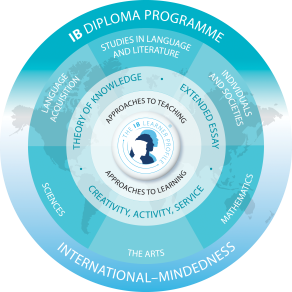 IB DIPLOMA PROGRAMME
STUDIES IN LANGUAGE
AND LITERATURE
LANGUAGE
ACQUISITION
INDIVIDUALS
AND SOCIETIES
THEORY OF KNOWLEDGE
EXTENDED ESSAY
APPROACHES TO TEACHING
THE IB LEARNER PROFILE
APPROACHES TO LEARNING
CREATIVITY, ACTIVITY, SERVICE
SCIENCES
MATHEMATICS
THE ARTS
INTERNATIONAL–MINDEDNESS